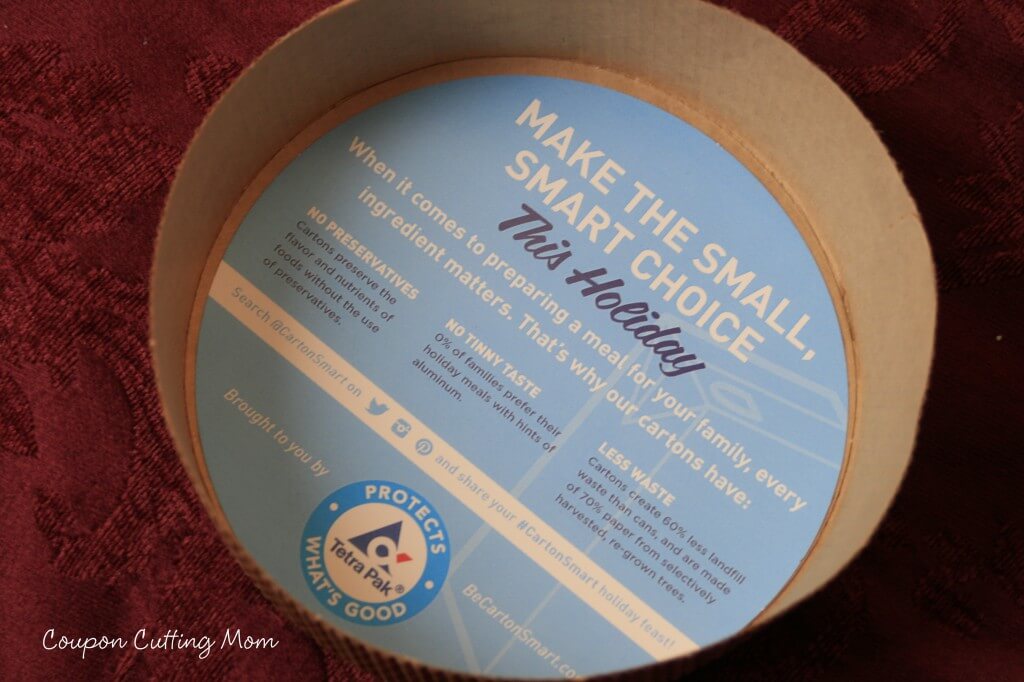 MAKE THE SMALL,
SMART CHOICE
This Holiday
When it comes to preparing a meal for your family, every
ingredient matters. That's why our cartons have:
NO PRESERVATIVES
Cartons preserve the
flavor and nutrients of
foods without the use
of preservatives.
NO TINNY TASTE
0% of families prefer their
holiday meals with hints of
aluminum.
LESS WASTE
Cartons create 60% less landfill
waste than cans, and are made
of 70% paper from selectively
harvested, re-grown trees.
Search @CartonSmart on and share your #CartonSmart holiday feast!
Brought to you by
PROTECTS
WHAT'S GOOD
Tetra Pak®
BeCartonSmart.com
Coupon Cutting Mom